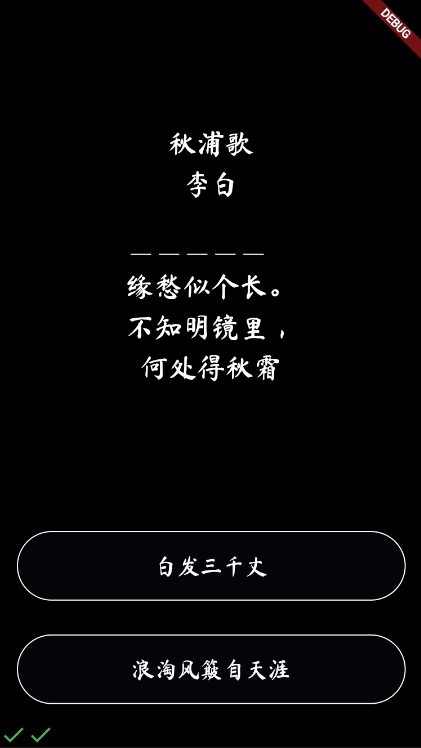 DEBUG
秋浦歌
李白
_ _ _ _ _
缘愁似个长。
不知明镜里，
何处得秋霜
白发三千丈
浪淘风簸自天涯